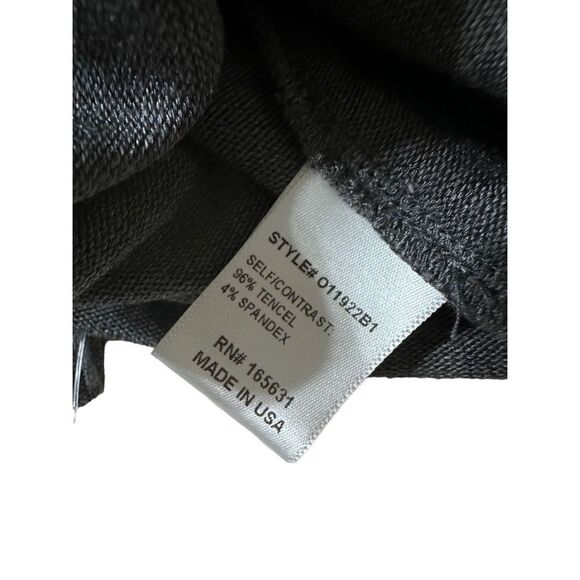 STYLE# O11922B1
SELF/CONTRAST:
96% TENCEL
4% SPANDEX
RN# 165631
MADE IN USA